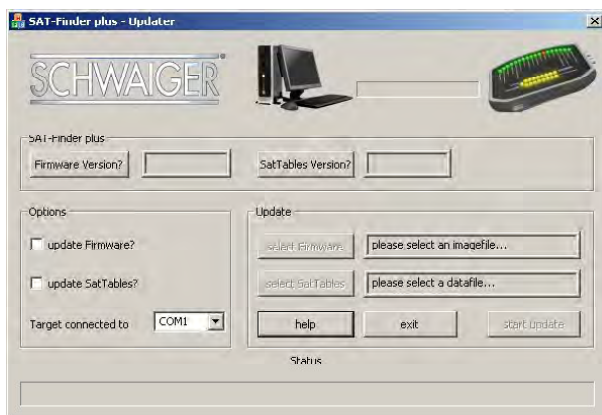 SAT-Finder plus - Updater
SCHWAIGER
SAT-Finder plus
Firmware Version?
SatTables Version?
Options
Update
update Firmware?
select Firmware
please select an imagefile...
update SatTables?
select SatTables
please select a datafile...
Target connected to
COM1
help
exit
start update
Status